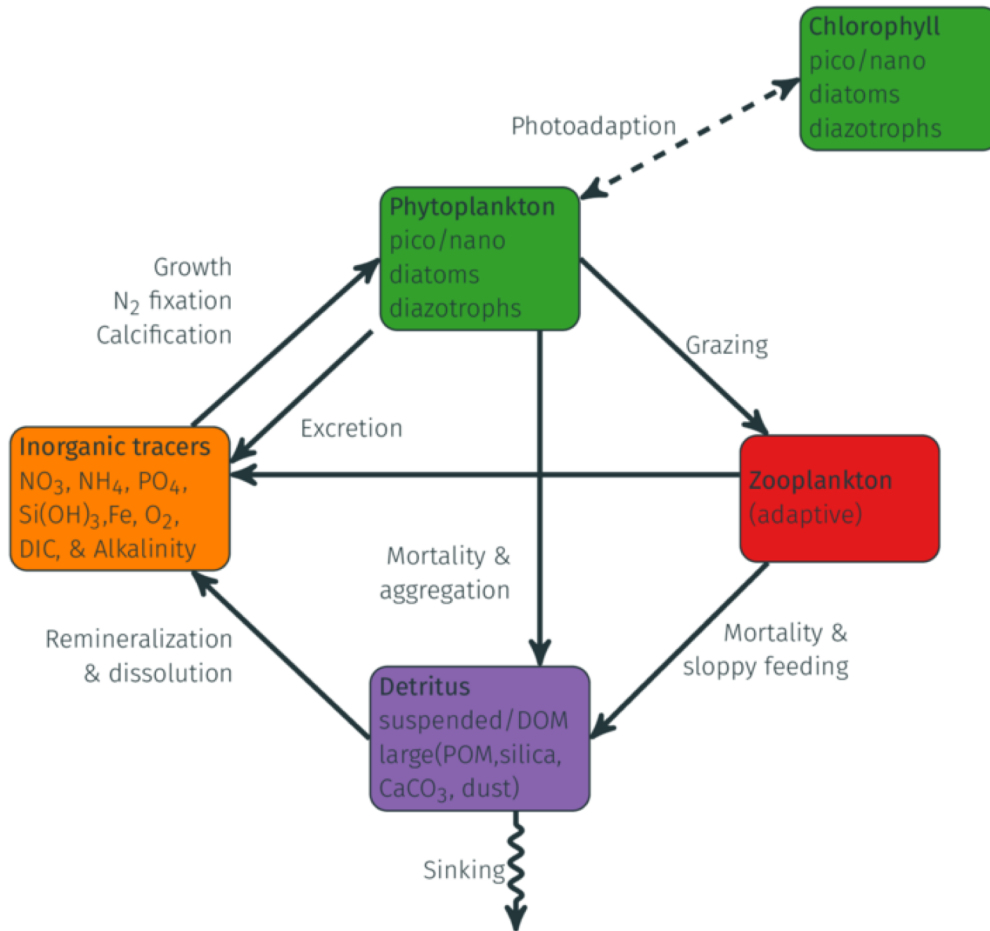 Chlorophyll
pico/nano
diatoms
diazotrophs
Photoadaption
Phytoplankton
pico/nano
diatoms
diazotrophs
Growth
N₂ fixation
Calcification
Grazing
Excretion
Inorganic tracers
NO₃, NH₄, PO₄,
Si(OH)₃,Fe, O₂,
DIC, & Alkalinity
Zooplankton
(adaptive)
Mortality &
aggregation
Remineralization
& dissolution
Mortality &
sloppy feeding
Detritus
suspended/DOM
large(POM,silica,
CaCO₃, dust)
Sinking